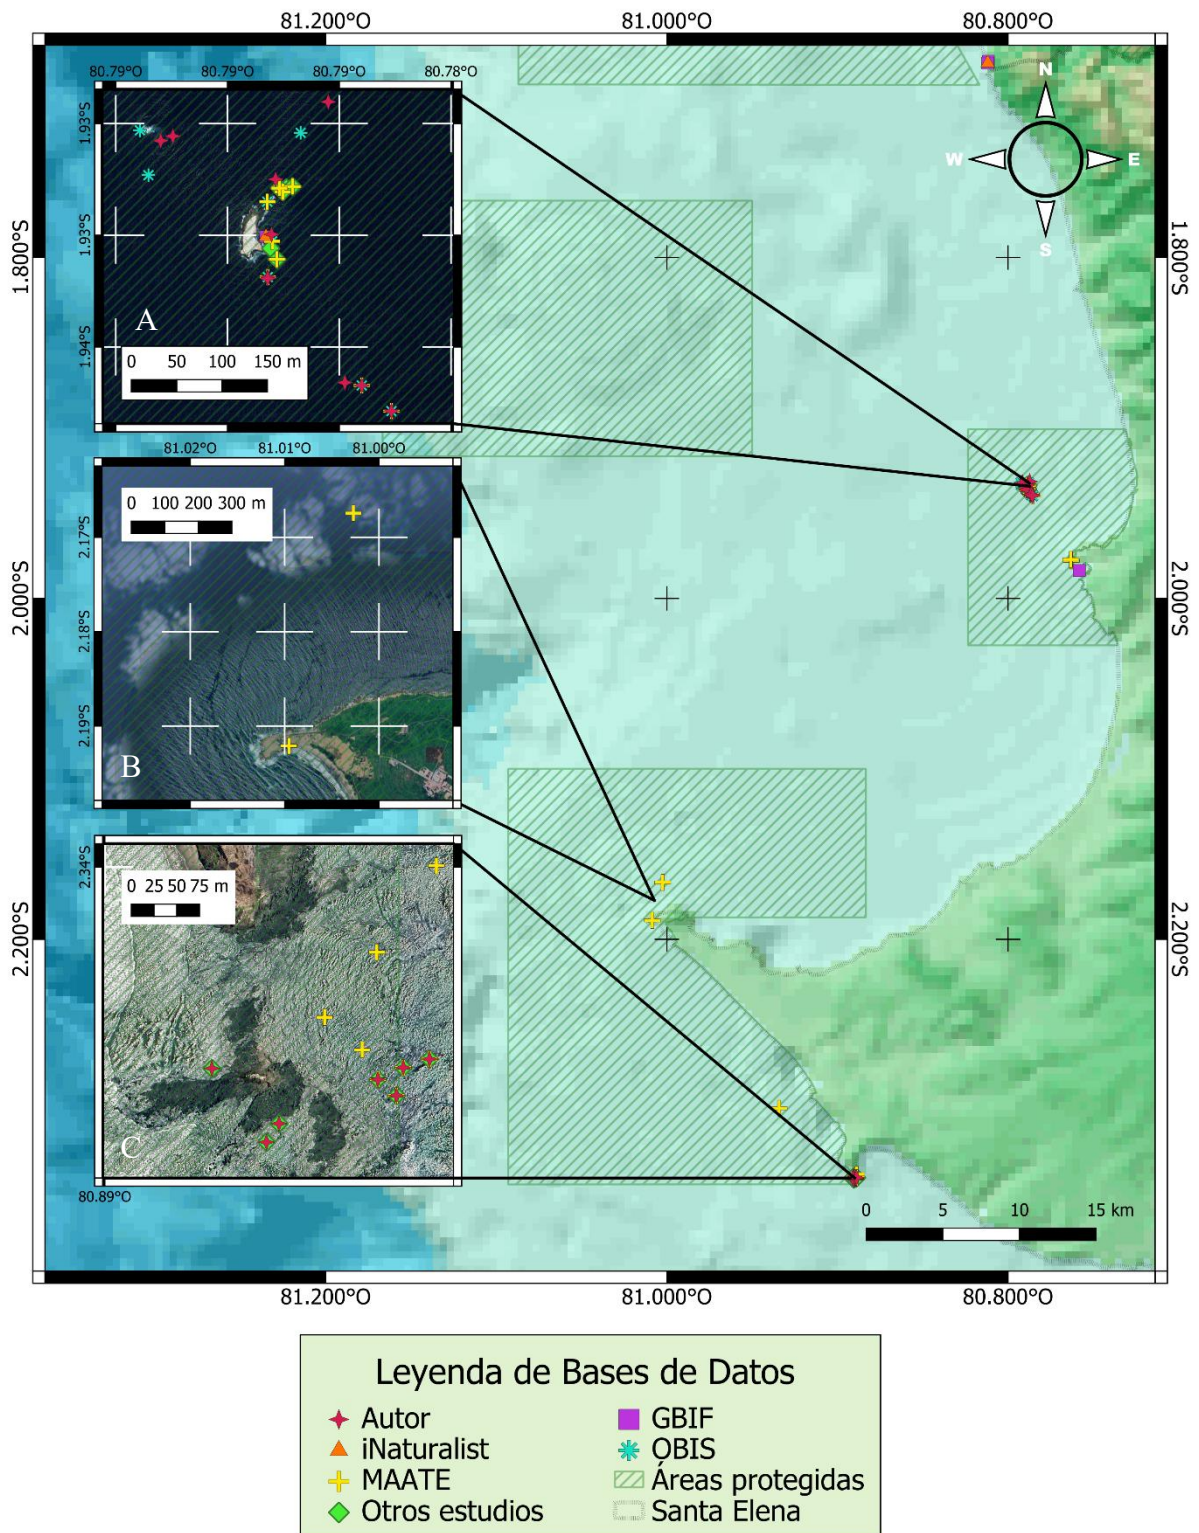 81.200°O 81.000°O 80.800°O
80.79°O 80.79°O 80.79°O 80.78°O
1.93°S
1.93°S
1.94°S
A
0 50 100 150 m
81.02°O 81.01°O 81.00°O
0 100 200 300 m
2.17°S
2.18°S
2.19°S
B
2.34°S
0 25 50 75 m
C
80.89°O
N
W E
S
1.800°S 1.800°S
2.000°S 2.000°S
2.200°S 2.200°S
0 5 10 15 km
81.200°O 81.000°O 80.800°O
Leyenda de Bases de Datos
Autor GBIF
iNaturalist OBIS
MAATE Áreas protegidas
Otros estudios Santa Elena